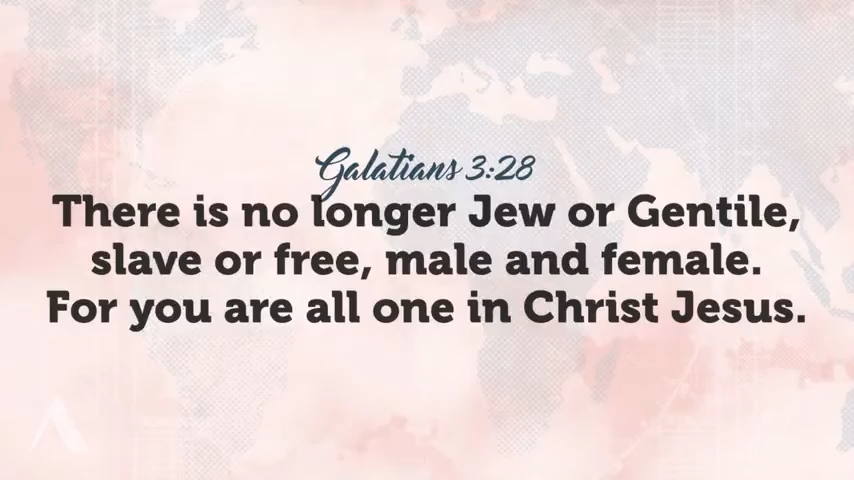 Galatians 3:28
There is no longer Jew or Gentile,
slave or free, male and female.
For you are all one in Christ Jesus.